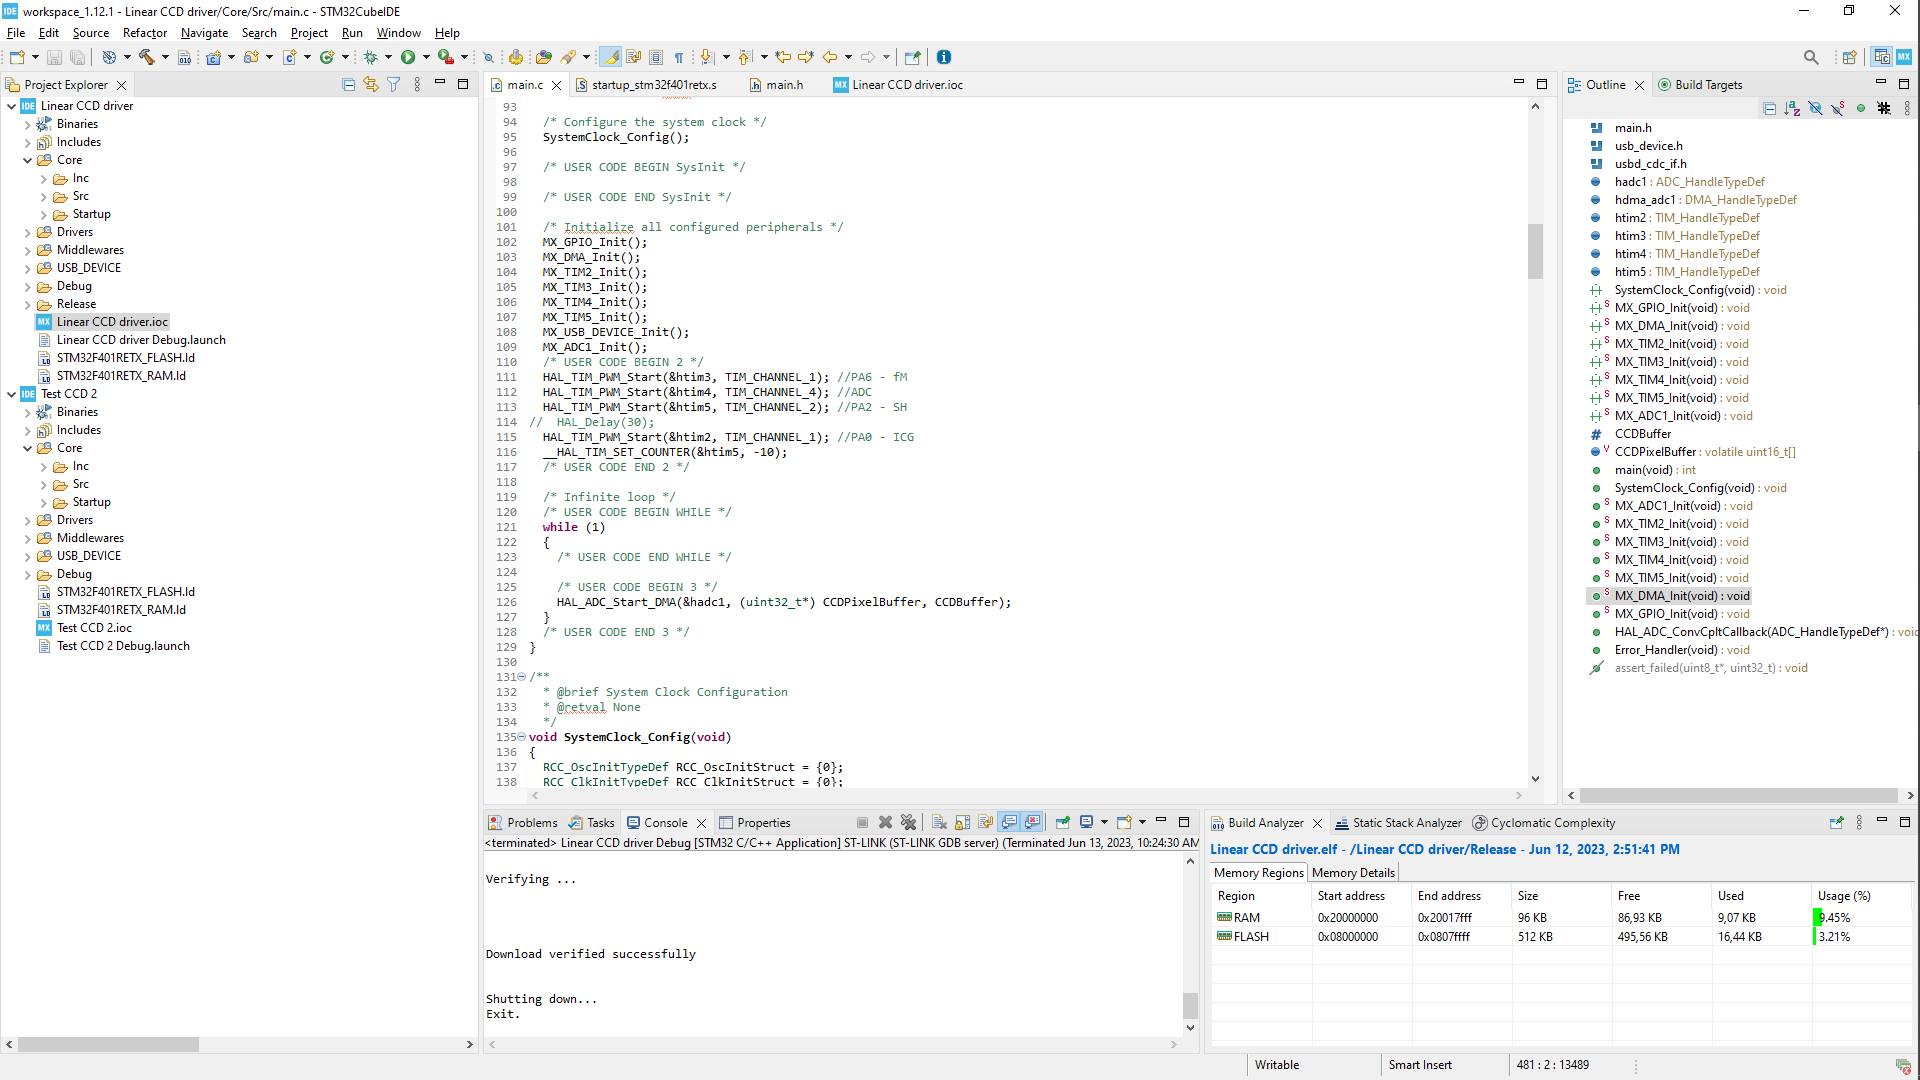 workspace_1.12.1 - Linear CCD driver/Core/Src/main.c - STM32CubeIDE
File Edit Source Refactor Navigate Search Project Run Window Help
Project Explorer
Linear CCD driver
Binaries
Includes
Core
Inc
Src
Startup
Drivers
Middlewares
USB_DEVICE
Debug
Release
Linear CCD driver.ioc
Linear CCD driver Debug.launch
STM32F401RETX_FLASH.ld
STM32F401RETX_RAM.ld
Test CCD 2
Binaries
Includes
Core
Inc
Src
Startup
Drivers
Middlewares
USB_DEVICE
Debug
STM32F401RETX_FLASH.ld
STM32F401RETX_RAM.ld
Test CCD 2.ioc
Test CCD 2 Debug.launch
main.c startup_stm32f401retx.s main.h Linear CCD driver.ioc
93
94 /* Configure the system clock */
95 SystemClock_Config();
96
97 /* USER CODE BEGIN SysInit */
98
99 /* USER CODE END SysInit */
100
101 /* Initialize all configured peripherals */
102 MX_GPIO_Init();
103 MX_DMA_Init();
104 MX_TIM2_Init();
105 MX_TIM3_Init();
106 MX_TIM4_Init();
107 MX_TIM5_Init();
108 MX_USB_DEVICE_Init();
109 MX_ADC1_Init();
110 /* USER CODE BEGIN 2 */
111 HAL_TIM_PWM_Start(&htim3, TIM_CHANNEL_1); //PA6 - fM
112 HAL_TIM_PWM_Start(&htim4, TIM_CHANNEL_4); //ADC
113 HAL_TIM_PWM_Start(&htim5, TIM_CHANNEL_2); //PA2 - SH
114 // HAL_Delay(30);
115 HAL_TIM_PWM_Start(&htim2, TIM_CHANNEL_1); //PA0 - ICG
116 __HAL_TIM_SET_COUNTER(&htim5, -10);
117 /* USER CODE END 2 */
118
119 /* Infinite loop */
120 /* USER CODE BEGIN WHILE */
121 while (1)
122 {
123 /* USER CODE END WHILE */
124
125 /* USER CODE BEGIN 3 */
126 HAL_ADC_Start_DMA(&hadc1, (uint32_t*) CCDPixelBuffer, CCDBuffer);
127 }
128 /* USER CODE END 3 */
129 }
130
131 /**
132 * @brief System Clock Configuration
133 * @retval None
134 */
135 void SystemClock_Config(void)
136 {
137 RCC_OscInitTypeDef RCC_OscInitStruct = {0};
138 RCC_ClkInitTypeDef RCC_ClkInitStruct = {0};
Outline Build Targets
main.h
usb_device.h
usbd_cdc_if.h
hadc1 : ADC_HandleTypeDef
hdma_adc1 : DMA_HandleTypeDef
htim2 : TIM_HandleTypeDef
htim3 : TIM_HandleTypeDef
htim4 : TIM_HandleTypeDef
htim5 : TIM_HandleTypeDef
SystemClock_Config(void) : void
MX_GPIO_Init(void) : void
MX_DMA_Init(void) : void
MX_TIM2_Init(void) : void
MX_TIM3_Init(void) : void
MX_TIM4_Init(void) : void
MX_TIM5_Init(void) : void
MX_ADC1_Init(void) : void
CCDBuffer
CCDPixelBuffer : volatile uint16_t[]
main(void) : int
SystemClock_Config(void) : void
MX_ADC1_Init(void) : void
MX_TIM2_Init(void) : void
MX_TIM3_Init(void) : void
MX_TIM4_Init(void) : void
MX_TIM5_Init(void) : void
MX_DMA_Init(void) : void
MX_GPIO_Init(void) : void
HAL_ADC_ConvCpltCallback(ADC_HandleTypeDef*) : voic
Error_Handler(void) : void
assert_failed(uint8_t*, uint32_t) : void
Problems Tasks Console Properties
<terminated> Linear CCD driver Debug [STM32 C/C++ Application] ST-LINK (ST-LINK GDB server) (Terminated Jun 13, 2023, 10:24:30 AM
Verifying ...
Download verified successfully
Shutting down...
Exit.
Build Analyzer Static Stack Analyzer Cyclomatic Complexity
Linear CCD driver.elf - /Linear CCD driver/Release - Jun 12, 2023, 2:51:41 PM
Memory Regions Memory Details
Region Start address End address Size Free Used Usage (%)
RAM 0x20000000 0x20017fff 96 KB 86,93 KB 9,07 KB 9.45%
FLASH 0x08000000 0x0807ffff 512 KB 495,56 KB 16,44 KB 3.21%
Writable Smart Insert 481 : 2 : 13489